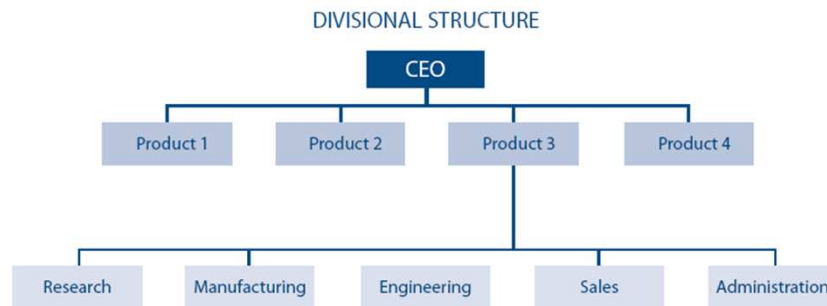 DIVISIONAL STRUCTURE
CEO
Product 1 Product 2 Product 3 Product 4
Research Manufacturing Engineering Sales Administration